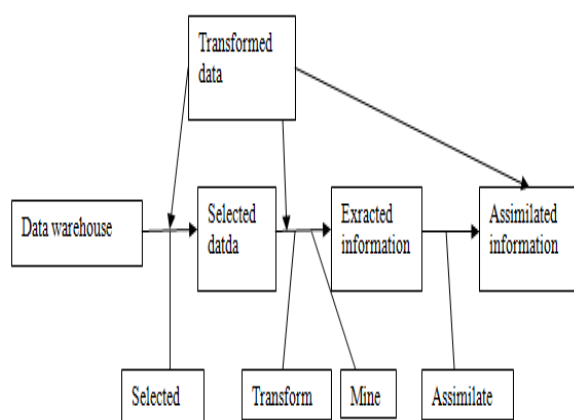 Transformed
data
Data warehouse
Selected
datda
Exracted
information
Assimilated
information
Selected
Transform
Mine
Assimilate